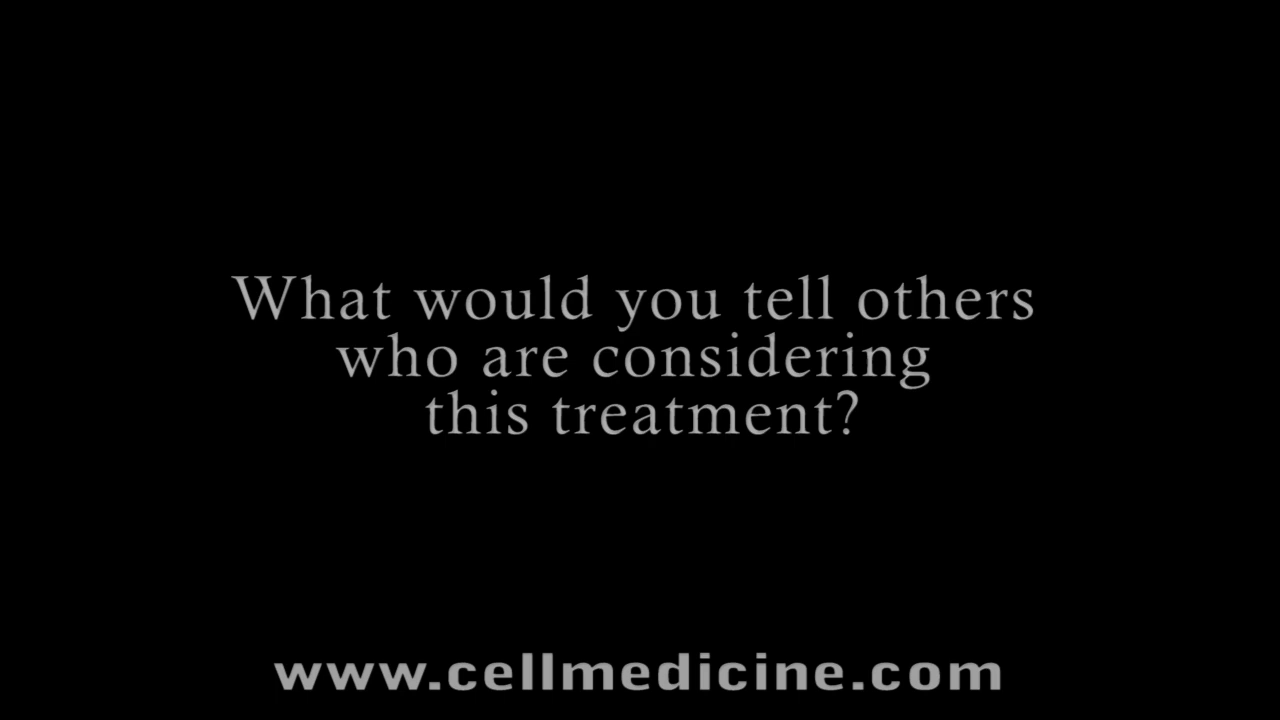 What would you tell others
who are considering
this treatment?
www.cellmedicine.com